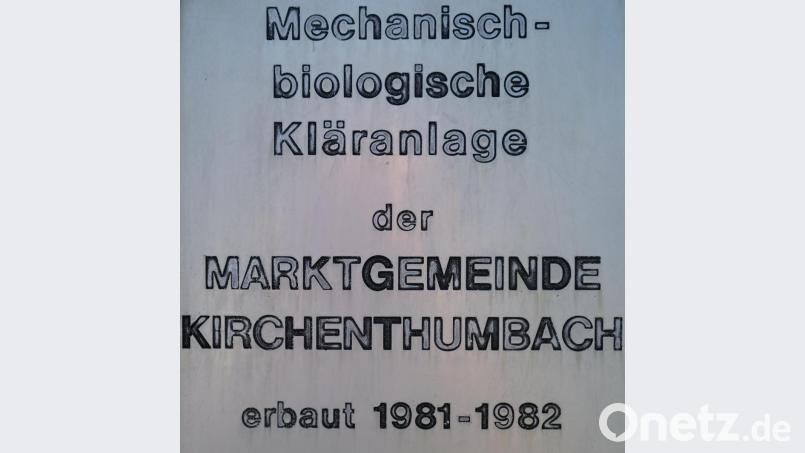 Mechanisch-
biologische
Kläranlage
der
MARKTGEMEINDE
KIRCHENTHUMBACH
erbaut 1981-1982
Onetz.de